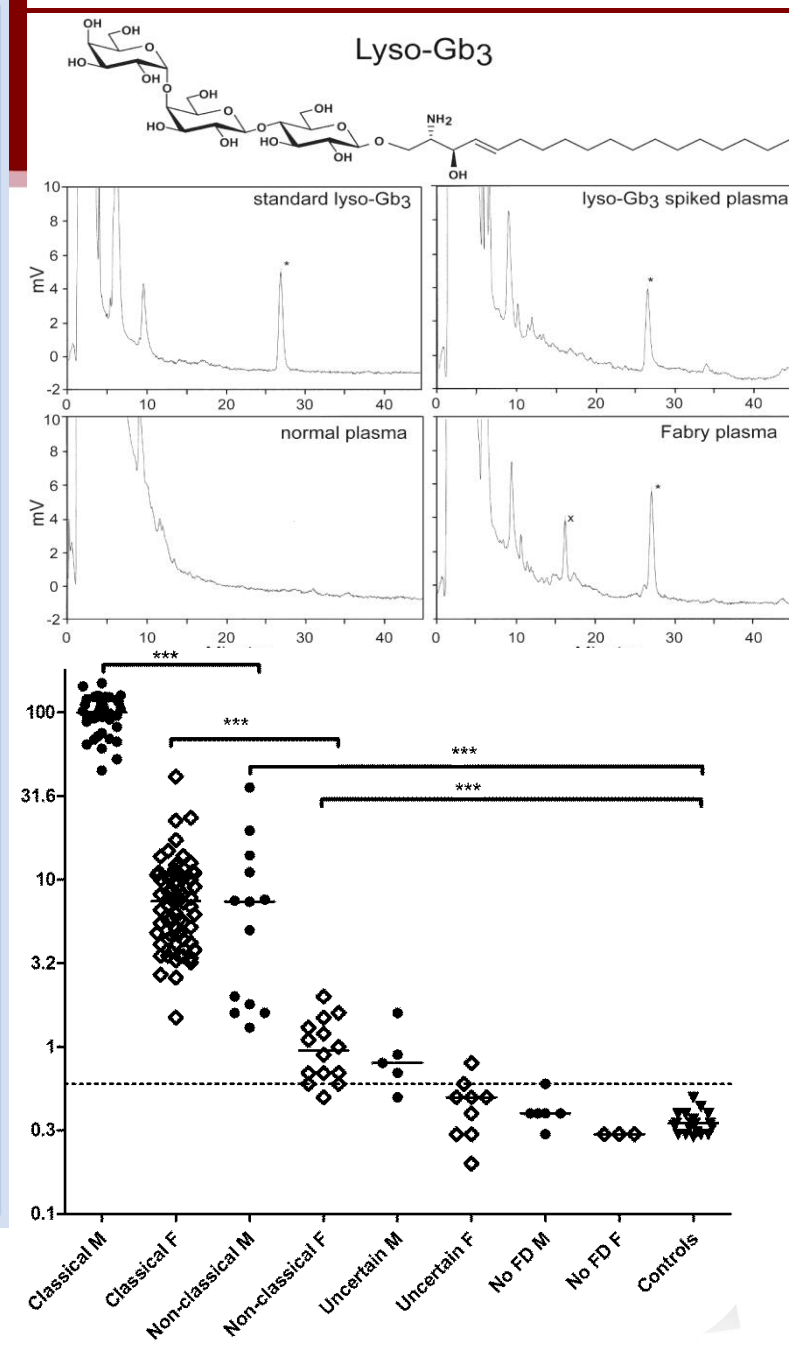 Lyso-Gb3
OH
OH
O
HO
OH
O
OH
O
HO
OH
O
OH
O
HO
OH
O
NH2
OH
standard lyso-Gb3
*
mV
10
8
6
4
2
0
-2
0
10
20
30
40
lyso-Gb3 spiked plasma
*
0
10
20
30
40
normal plasma
mV
10
8
6
4
2
0
-2
0
10
20
30
40
Fabry plasma
x
*
0
10
20
30
40
***
***
***
***
100
31.6
10
3.2
1
0.3
0.1
Classical M
Classical F
Non-classical M
Non-classical F
Uncertain M
Uncertain F
No FD M
No FD F
Controls